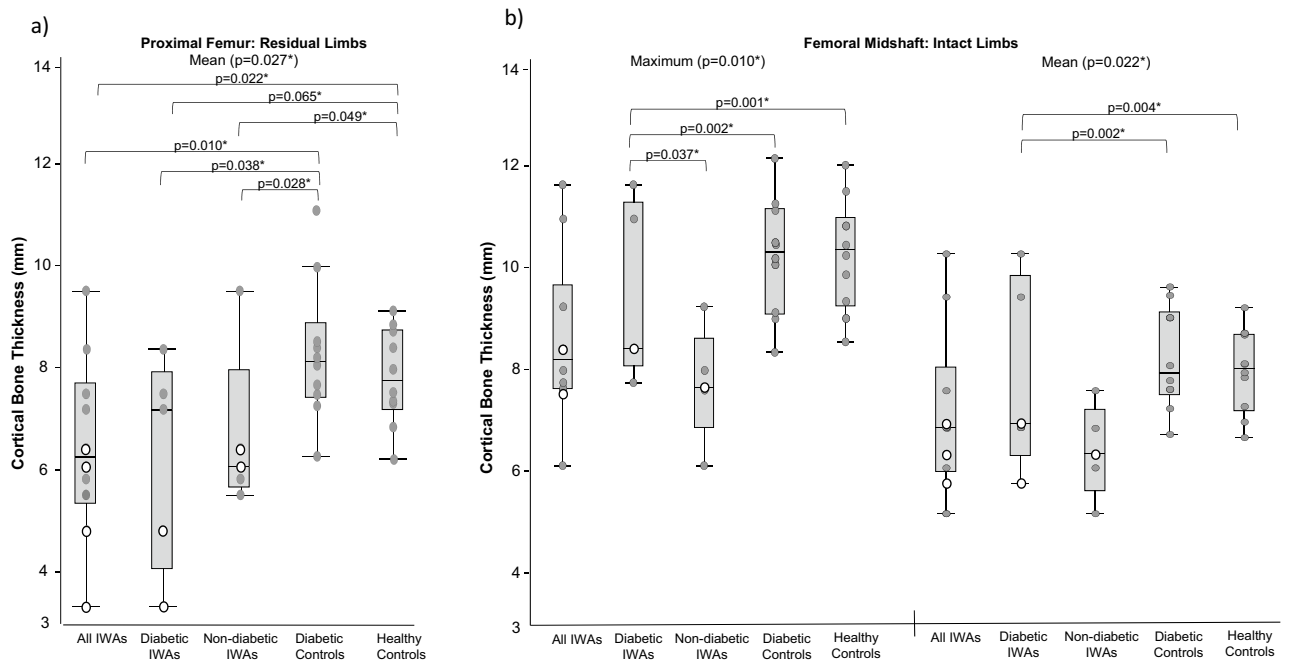 a)
Proximal Femur: Residual Limbs
Mean (p=0.027*)
p=0.022*
p=0.065*
p=0.049*
p=0.010*
p=0.038*
p=0.028*
Cortical Bone Thickness (mm)
14
12
10
8
6
4
3
All IWAs
Diabetic
IWAs
Non-diabetic
IWAs
Diabetic
Controls
Healthy
Controls
b)
Femoral Midshaft: Intact Limbs
Maximum (p=0.010*)
Mean (p=0.022*)
p=0.001*
p=0.002*
p=0.037*
p=0.004*
p=0.002*
Cortical Bone Thickness (mm)
14
12
10
8
6
4
3
All IWAs
Diabetic
IWAs
Non-diabetic
IWAs
Diabetic
Controls
Healthy
Controls
All IWAs
Diabetic
IWAs
Non-diabetic
IWAs
Diabetic
Controls
Healthy
Controls